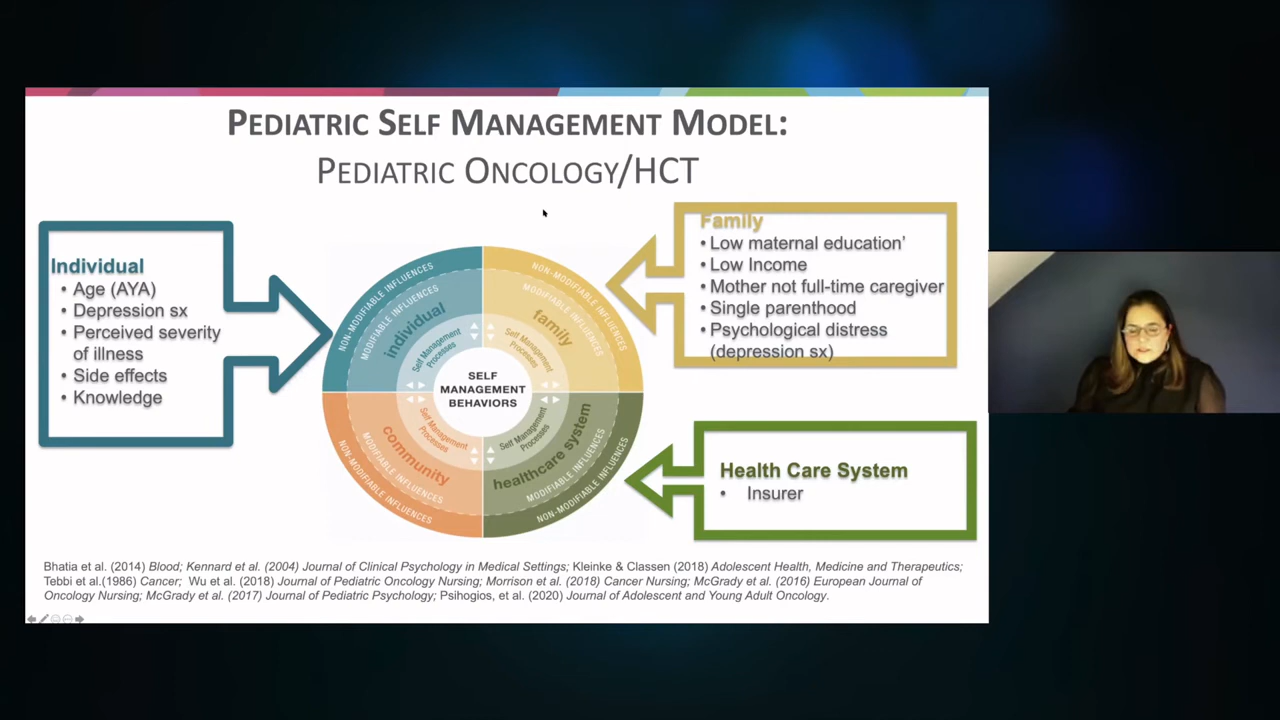 PEDIATRIC SELF MANAGEMENT MODEL:
PEDIATRIC ONCOLOGY/HCT
Individual
• Age (AYA)
• Depression sx
• Perceived severity
of illness
• Side effects
• Knowledge
NON-MODIFIABLE INFLUENCES
MODIFIABLE INFLUENCES
individual
Self Management
Processes
NON-MODIFIABLE INFLUENCES
MODIFIABLE INFLUENCES
family
Self Management
Processes
SELF
MANAGEMENT
BEHAVIORS
Self Management
Processes
community
MODIFIABLE INFLUENCES
NON-MODIFIABLE INFLUENCES
Self Management
Processes
healthcare system
MODIFIABLE INFLUENCES
NON-MODIFIABLE INFLUENCES
Family
• Low maternal education’
• Low Income
• Mother not full-time caregiver
• Single parenthood
• Psychological distress
(depression sx)
Health Care System
• Insurer
Bhatia et al. (2014) Blood; Kennard et al. (2004) Journal of Clinical Psychology in Medical Settings; Kleinke & Classen (2018) Adolescent Health, Medicine and Therapeutics;
Tebbi et al.(1986) Cancer; Wu et al. (2018) Journal of Pediatric Oncology Nursing; Morrison et al. (2018) Cancer Nursing; McGrady et al. (2016) European Journal of
Oncology Nursing; McGrady et al. (2017) Journal of Pediatric Psychology; Psihogios, et al. (2020) Journal of Adolescent and Young Adult Oncology.